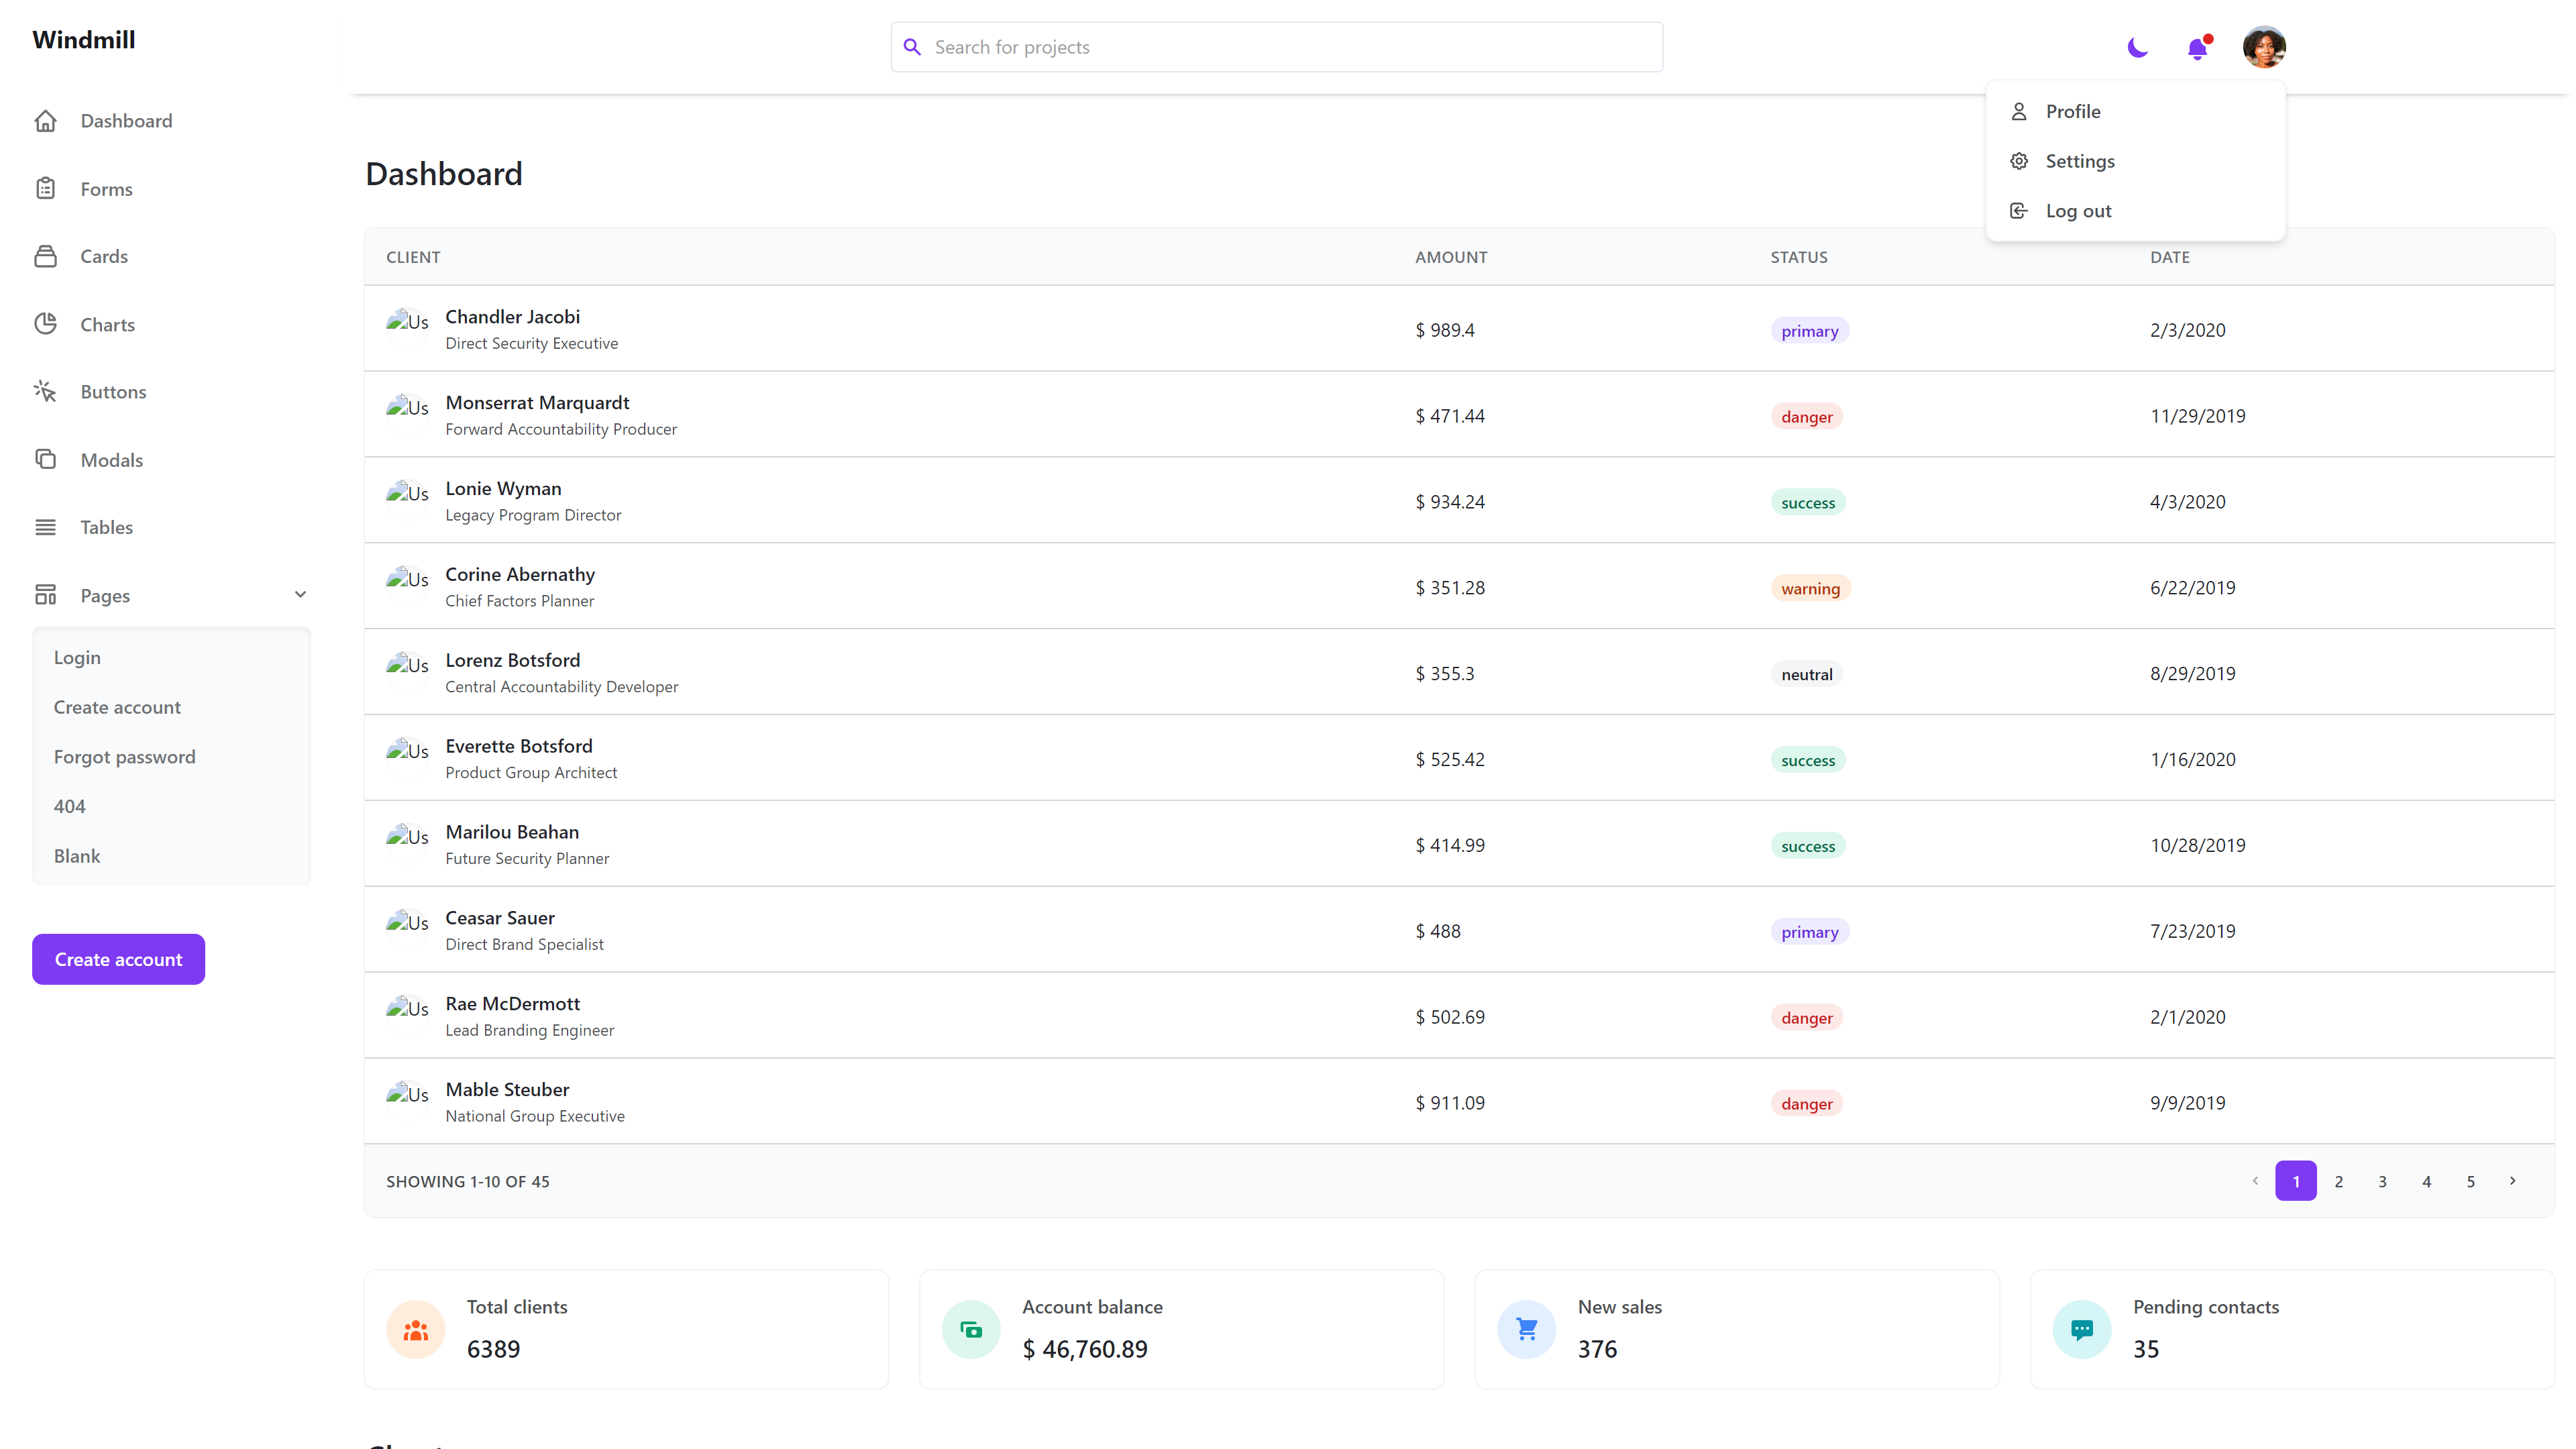 Windmill
Search for projects
Profile
Settings
Log out
Dashboard
Forms
Cards
Charts
Buttons
Modals
Tables
Pages
Login
Create account
Forgot password
404
Blank
Create account
Dashboard
CLIENT AMOUNT STATUS DATE
Us Chandler Jacobi
Direct Security Executive
$ 989.4 primary 2/3/2020
Us Monserrat Marquardt
Forward Accountability Producer
$ 471.44 danger 11/29/2019
Us Lonie Wyman
Legacy Program Director
$ 934.24 success 4/3/2020
Us Corine Abernathy
Chief Factors Planner
$ 351.28 warning 6/22/2019
Us Lorenz Botsford
Central Accountability Developer
$ 355.3 neutral 8/29/2019
Us Everette Botsford
Product Group Architect
$ 525.42 success 1/16/2020
Us Marilou Beahan
Future Security Planner
$ 414.99 success 10/28/2019
Us Ceasar Sauer
Direct Brand Specialist
$ 488 primary 7/23/2019
Us Rae McDermott
Lead Branding Engineer
$ 502.69 danger 2/1/2020
Us Mable Steuber
National Group Executive
$ 911.09 danger 9/9/2019
SHOWING 1-10 OF 45
1 2 3 4 5
Total clients
6389
Account balance
$ 46,760.89
New sales
376
Pending contacts
35